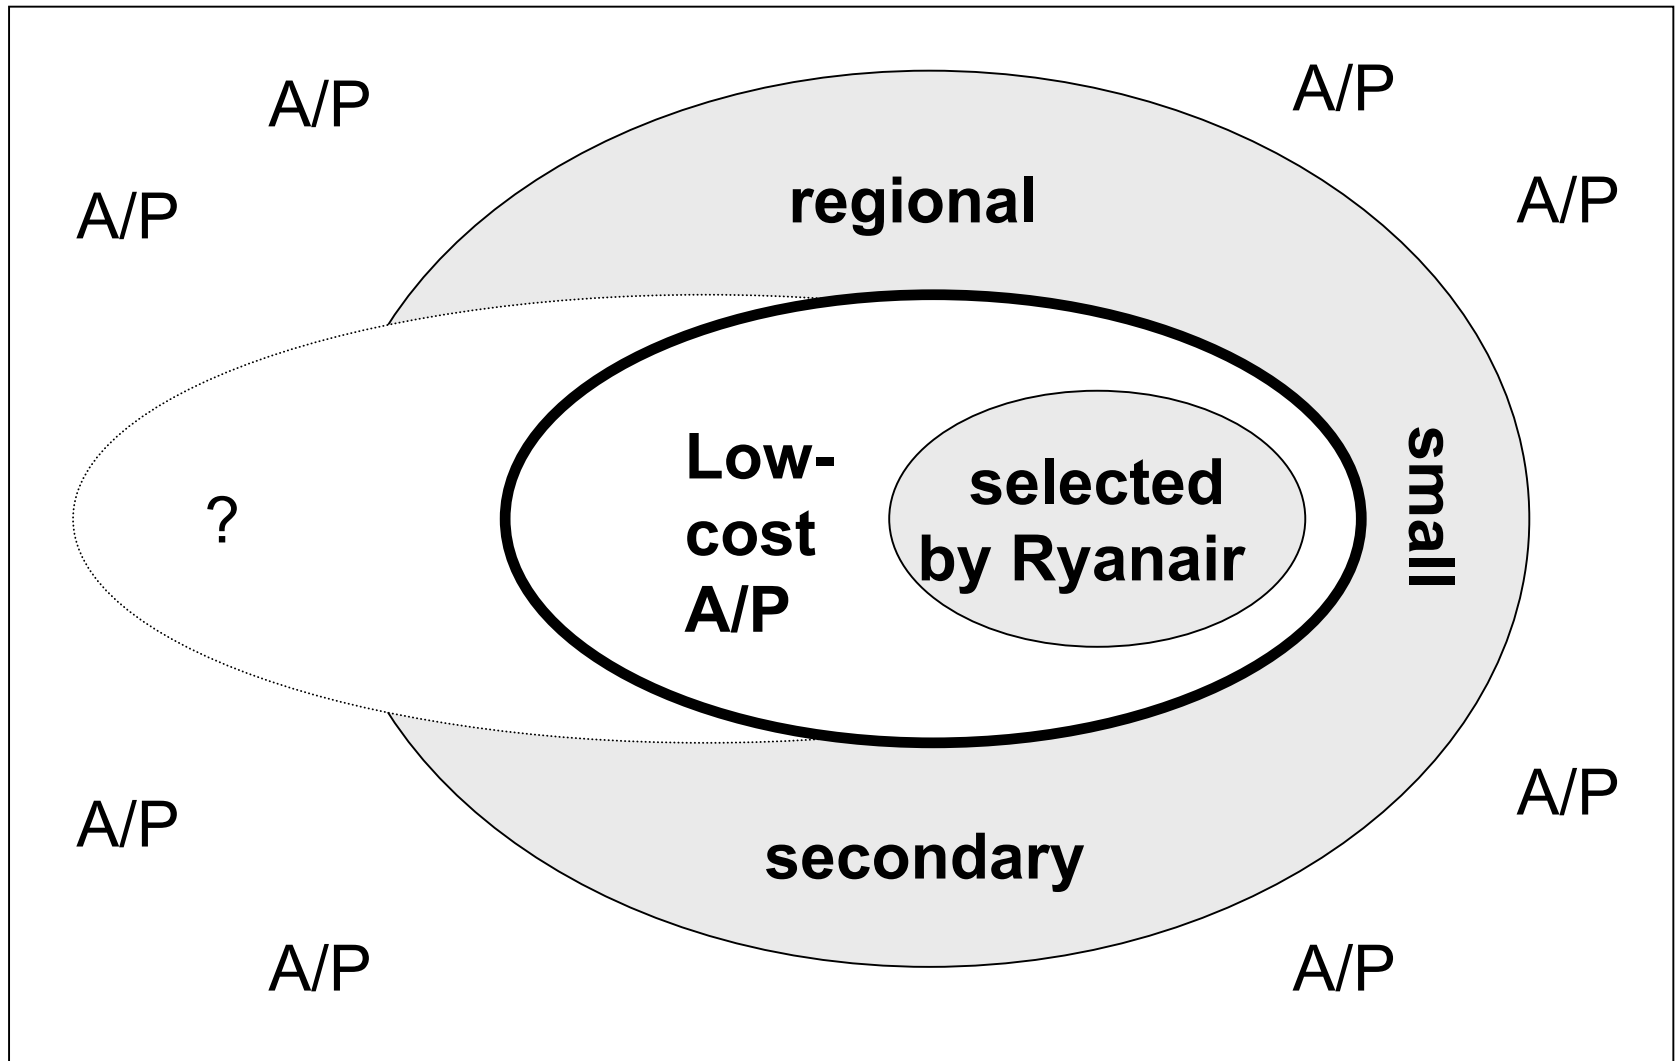 A/P
A/P
A/P
A/P
regional
Low-
cost
A/P
selected
by Ryanair
small
?
secondary
A/P
A/P
A/P
A/P